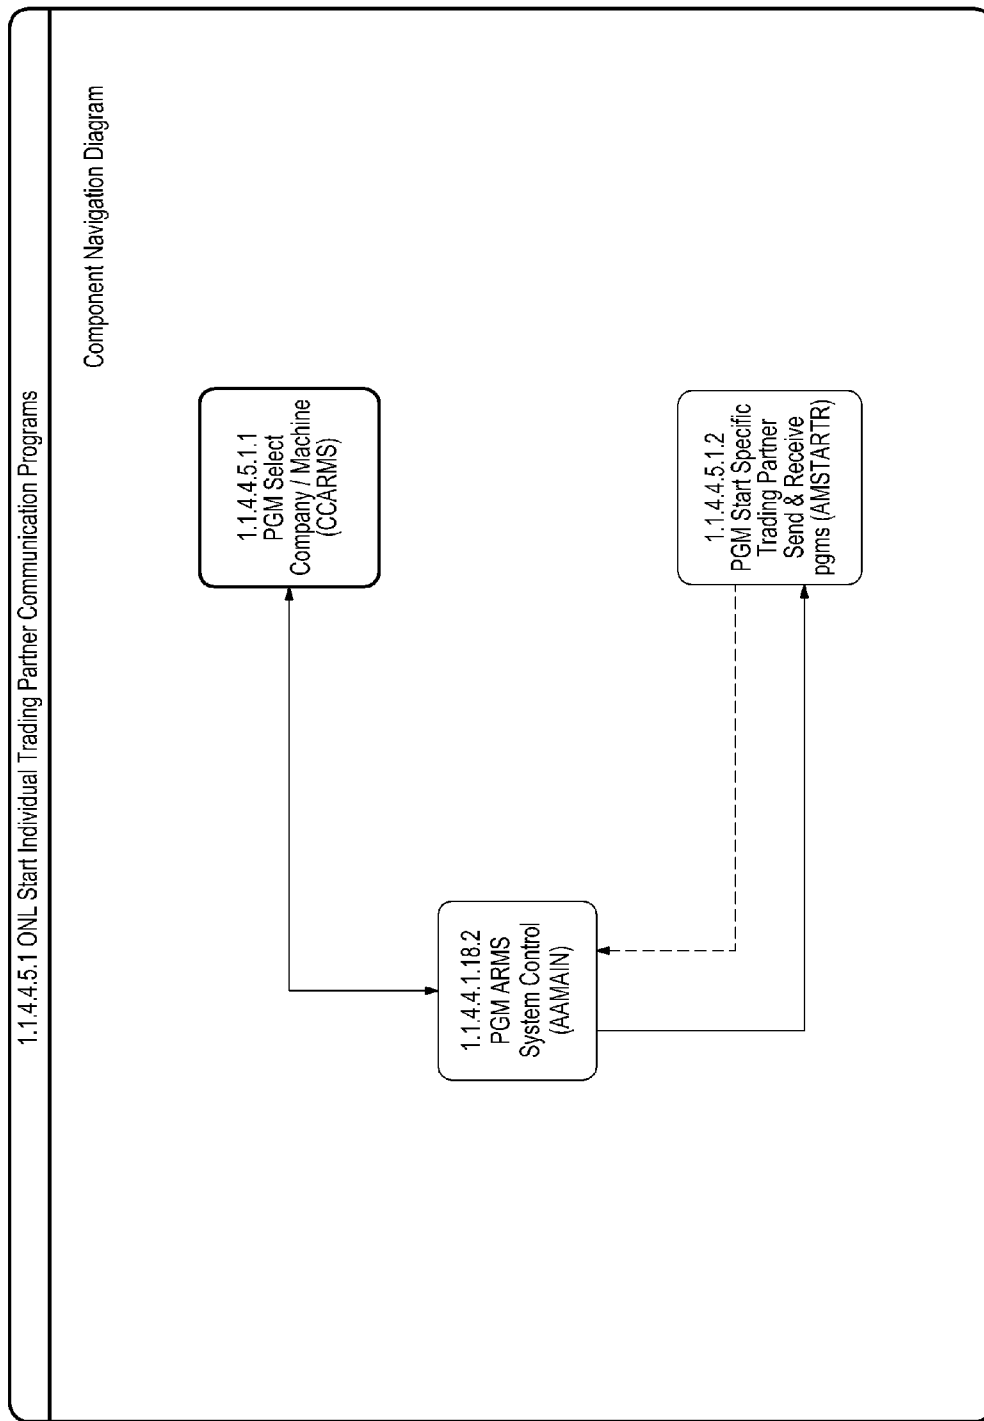 1.1.4.4.5.1 ONL Start Individual Trading Partner Communication Programs
Component Navigation Diagram
1.1.4.4.5.1.1
PGM Select
Company / Machine
(CCARMS)
1.1.4.4.1.18.2
PGM ARMS
System Control
(AAMAIN)
1.1.4.4.5.1.2
PGM Start Specific
Trading Partner
Send & Receive
pgms (AMSTARTR)